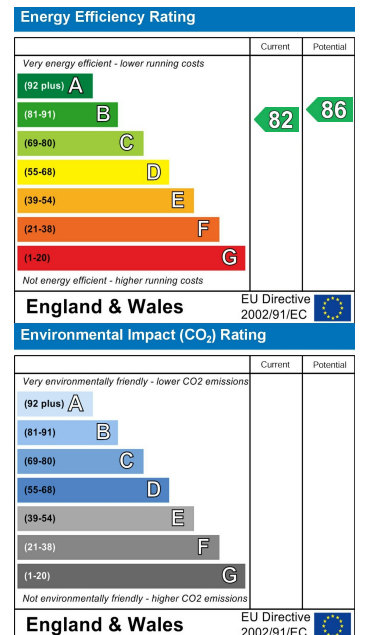 Energy Efficiency Rating
Current Potential
Very energy efficient - lower running costs
(92 plus) A
(81-91) B
(69-80) C
(55-68) D
(39-54) E
(21-38) F
(1-20) G
82
86
Not energy efficient - higher running costs
England & Wales
EU Directive
2002/91/EC
Environmental Impact (CO₂) Rating
Current Potential
Very environmentally friendly - lower CO2 emissions
(92 plus) A
(81-91) B
(69-80) C
(55-68) D
(39-54) E
(21-38) F
(1-20) G
Not environmentally friendly - higher CO2 emissions
England & Wales
EU Directive
2002/91/EC